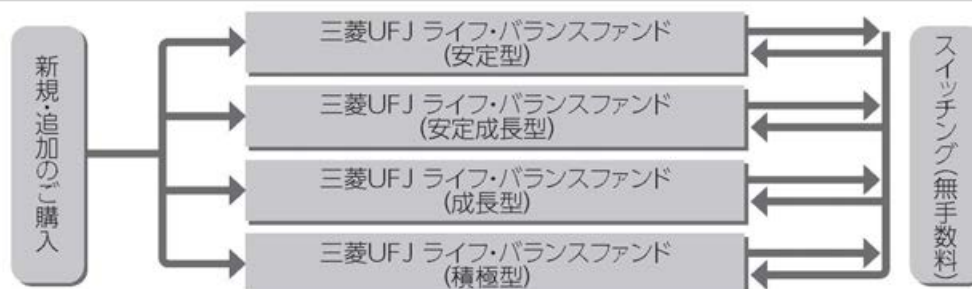 新規・追加のご購入
三菱UFJ ライフ・バランスファンド
(安定型)
三菱UFJ ライフ・バランスファンド
(安定成長型)
三菱UFJ ライフ・バランスファンド
(成長型)
三菱UFJ ライフ・バランスファンド
(積極型)
スイッチング(無手数料)